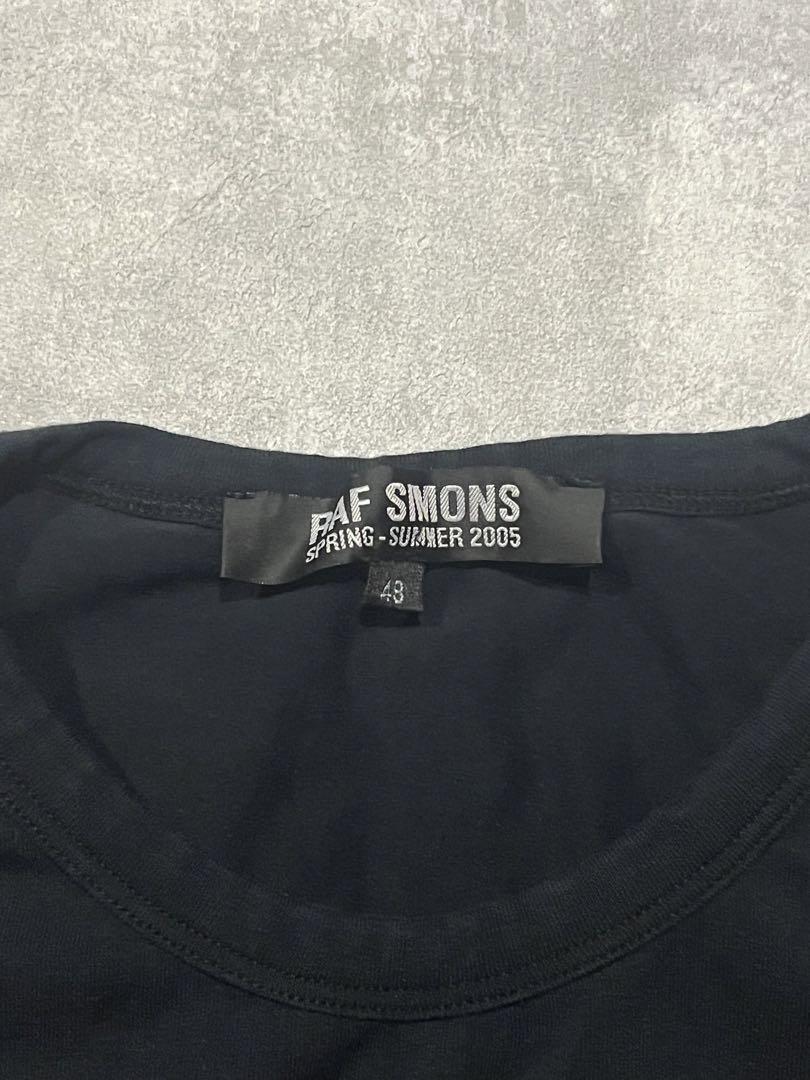 RAF SIMONS
SPRING - SUMMER 2005
48